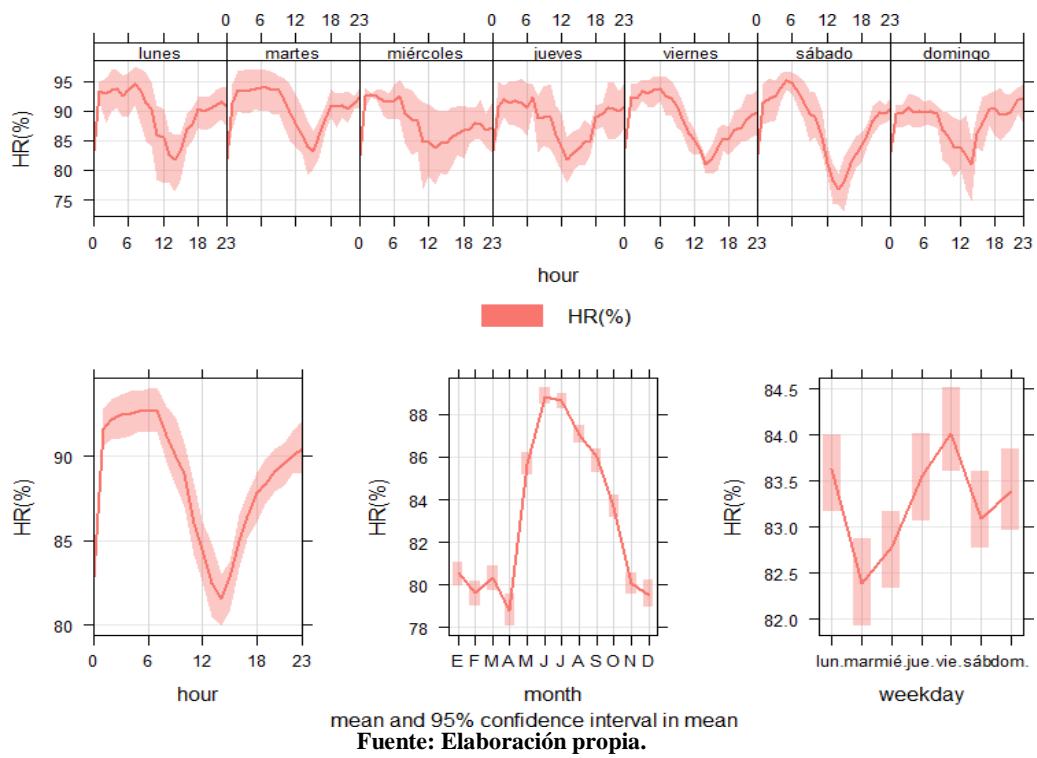 0 6 12 18 23 0 6 12 18 23 0 6 12 18 23
lunes martes miércoles jueves viernes sábado domingo
95
90
85
80
75
HR(%)
0 6 12 18 23 0 6 12 18 23 0 6 12 18 23 0 6 12 18 23
hour
HR(%)
90
85
80
HR(%)
0 6 12 18 23
hour
88
86
84
82
80
78
HR(%)
E F M A M J J A S O N D
month
84.5
84.0
83.5
83.0
82.5
82.0
HR(%)
lun.marmié.jue.vie.sábdom.
weekday
mean and 95% confidence interval in mean
Fuente: Elaboración propia.